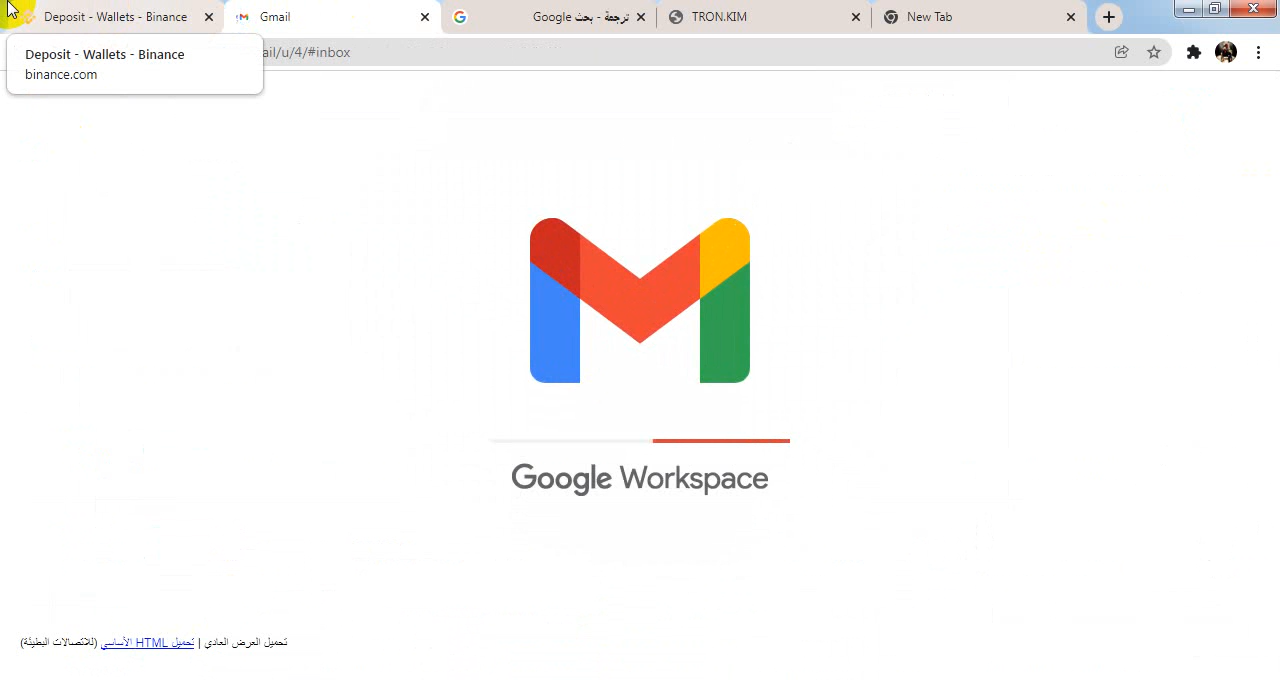 Deposit - Wallets - Binance
Gmail
ترجمة - بحث Google
TRON.KIM
New Tab
Deposit - Wallets - Binance
binance.com
ail/u/4/#inbox
Google Workspace
تحميل العرض العادي | تحميل HTML الأساسي (للاتصالات البطيئة)